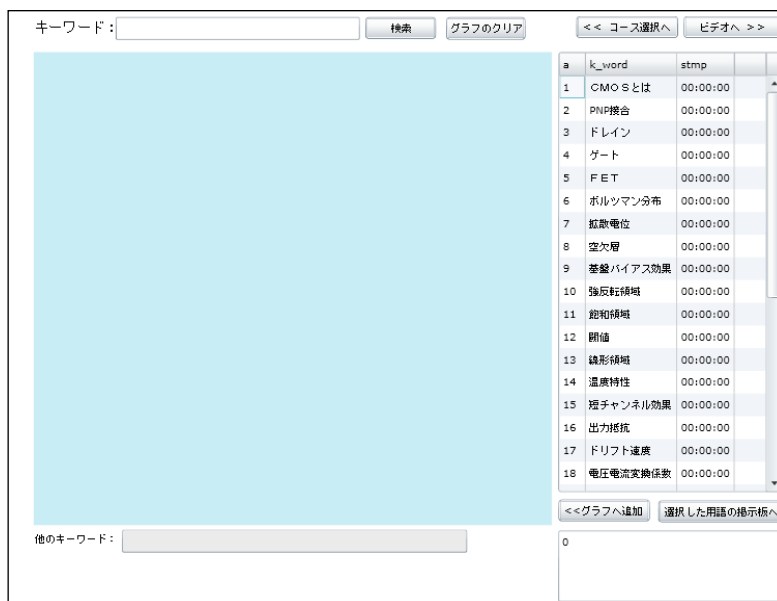 キーワード： 検索 グラフのクリア << コース選択へ ビデオへ >>
a k_word stmp
1 ＣＭＯＳとは 00:00:00
2 PNP接合 00:00:00
3 ドレイン 00:00:00
4 ゲート 00:00:00
5 ＦＥＴ 00:00:00
6 ボルツマン分布 00:00:00
7 拡散電位 00:00:00
8 空欠層 00:00:00
9 基盤バイアス効果 00:00:00
10 強反転領域 00:00:00
11 飽和領域 00:00:00
12 閾値 00:00:00
13 線形領域 00:00:00
14 温度特性 00:00:00
15 短チャンネル効果 00:00:00
16 出力抵抗 00:00:00
17 ドリフト速度 00:00:00
18 電圧電流変換係数 00:00:00
<<グラフへ追加 選択した用語の掲示板へ
他のキーワード： 0